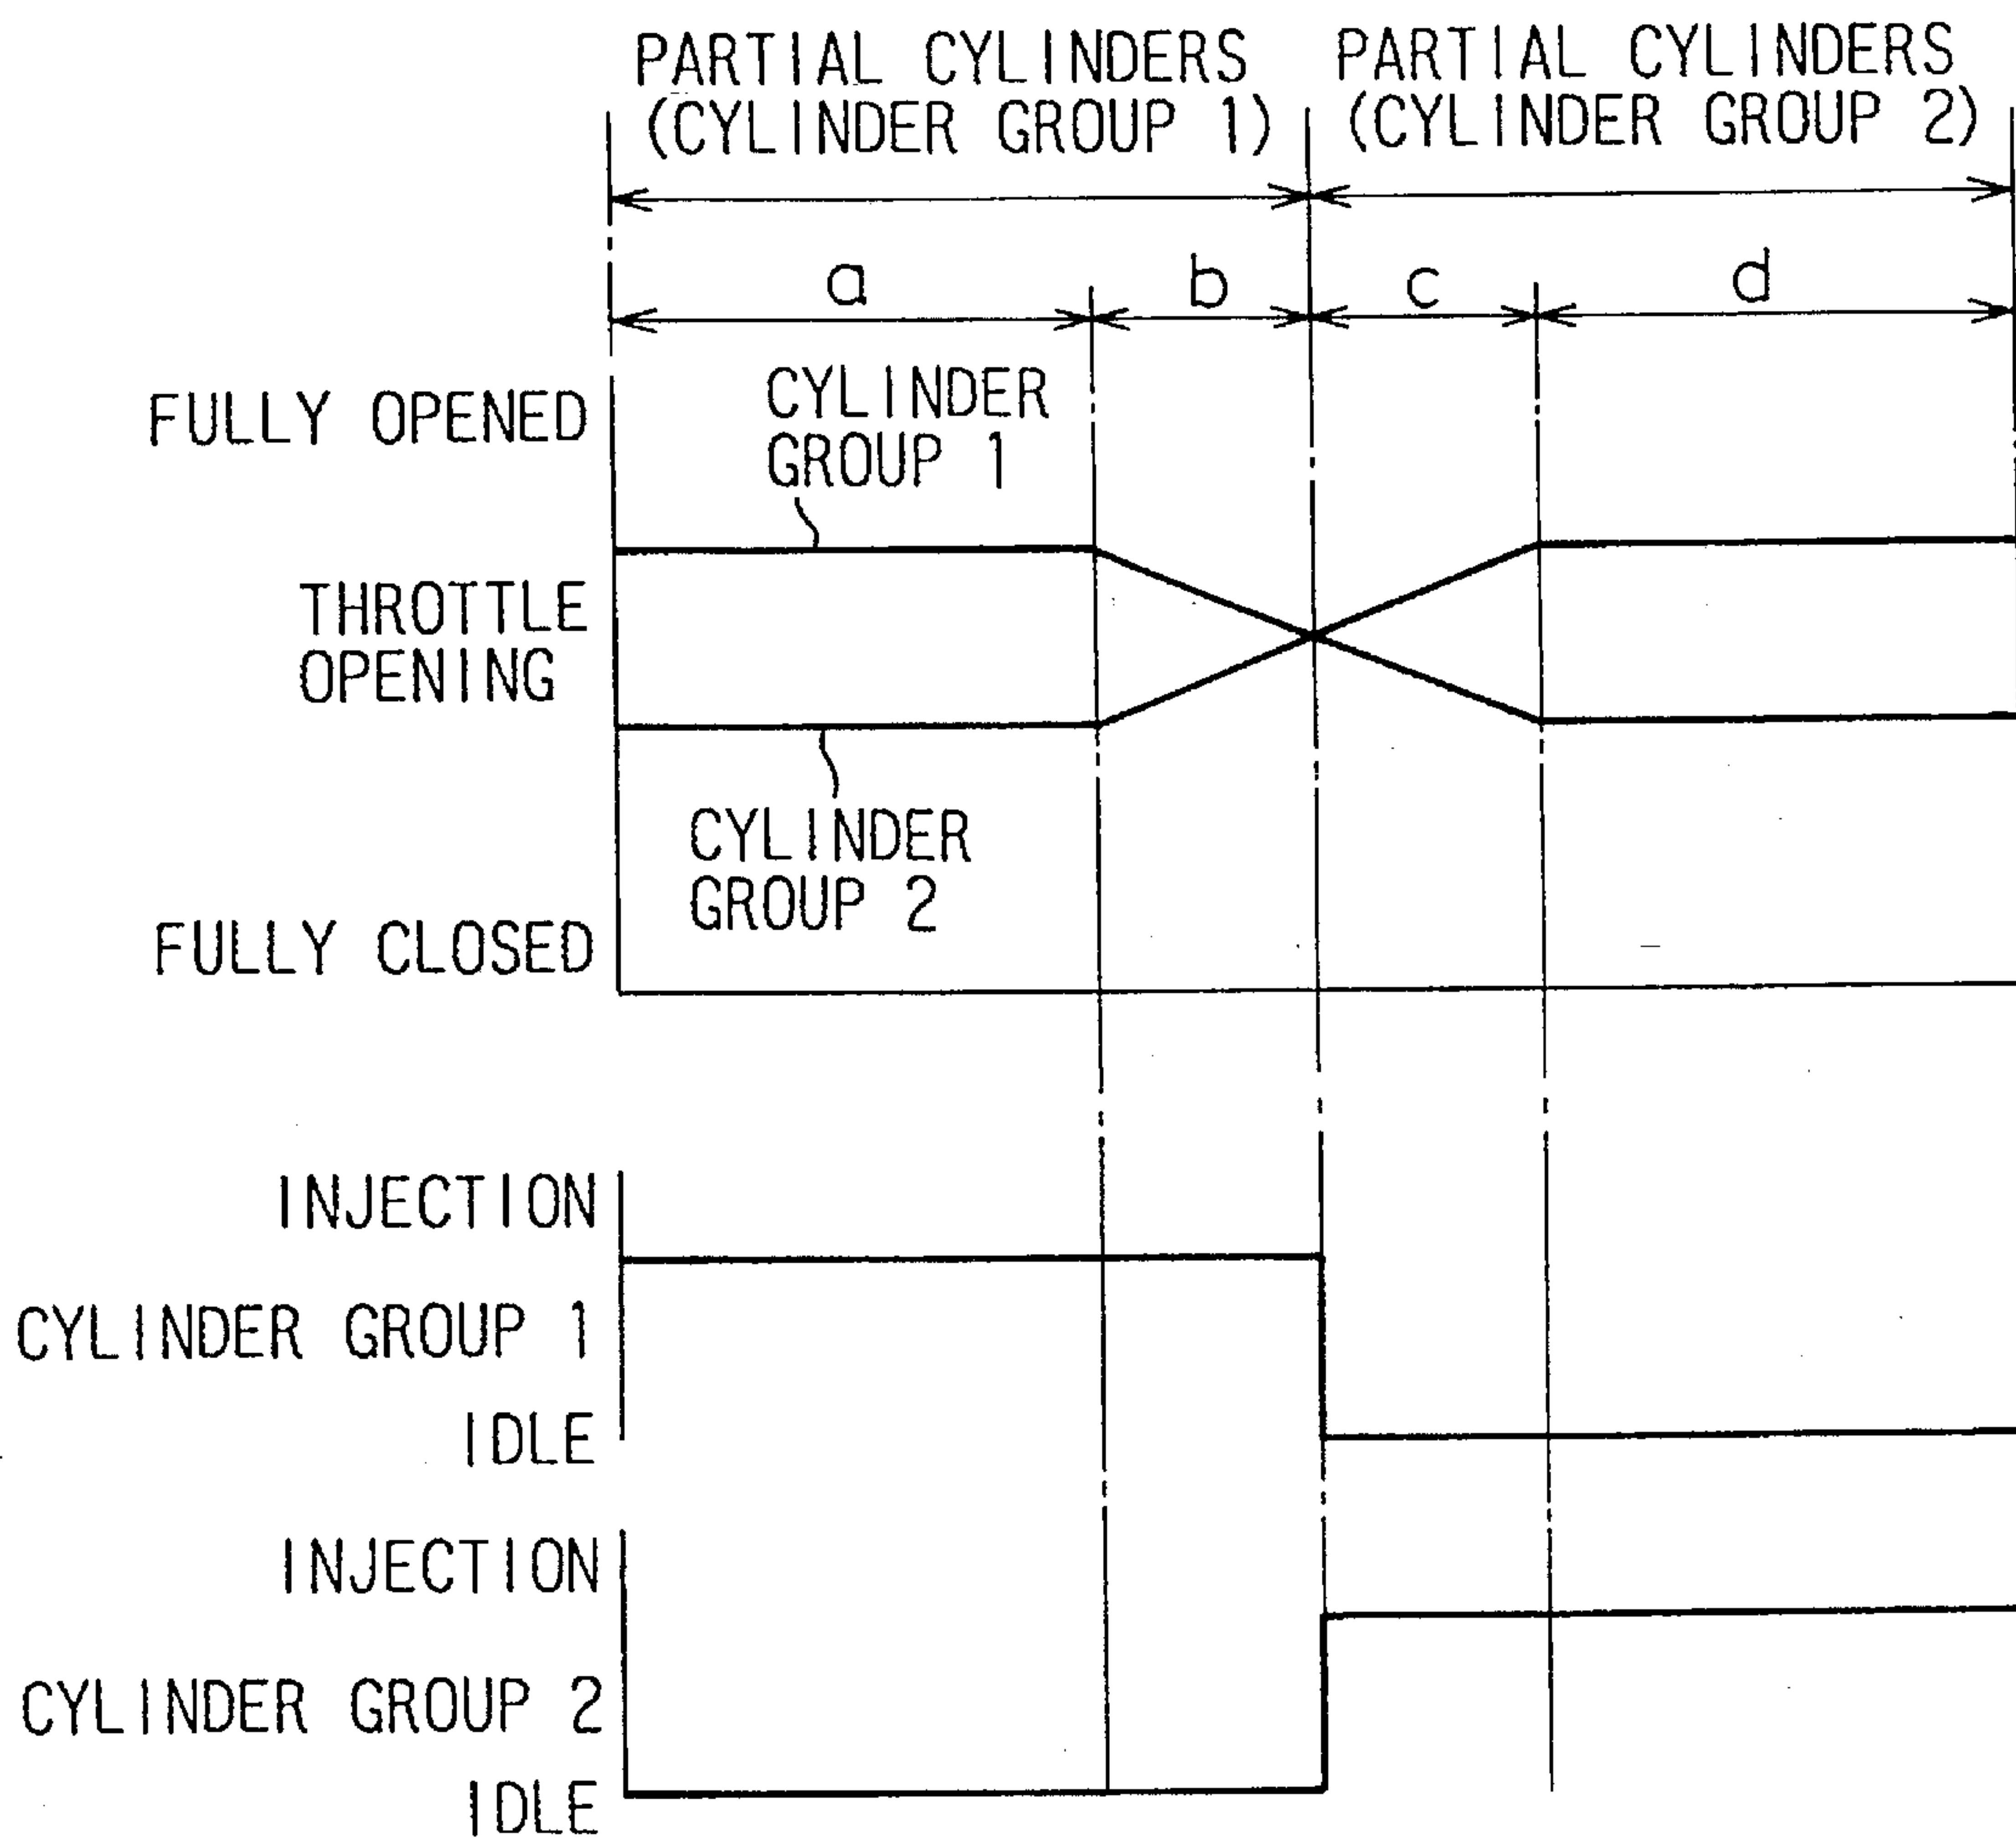 PARTIAL CYLINDERS
(CYLINDER GROUP 1)
PARTIAL CYLINDERS
(CYLINDER GROUP 2)
a
b
c
d
FULLY OPENED
CYLINDER
GROUP 1
THROTTLE
OPENING
CYLINDER
GROUP 2
FULLY CLOSED
INJECTION
CYLINDER GROUP 1
IDLE
INJECTION
CYLINDER GROUP 2
IDLE